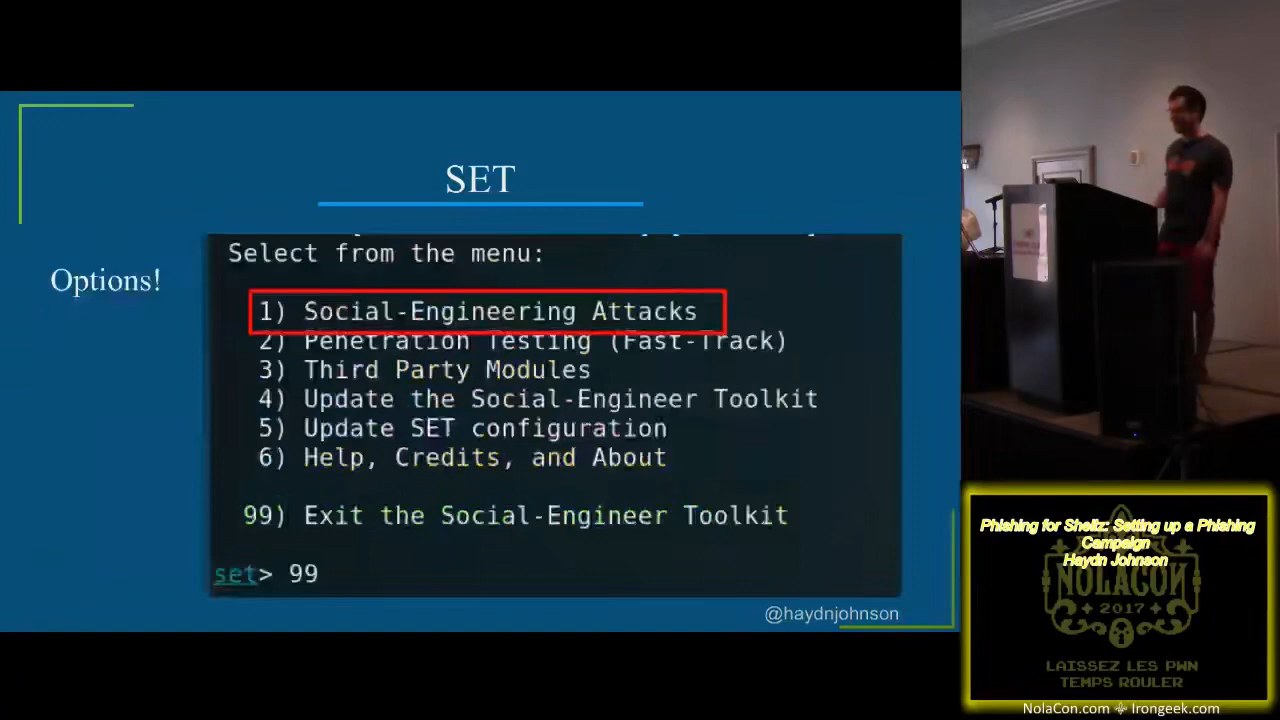 SET
Options!
Select from the menu:
1) Social-Engineering Attacks
2) Penetration Testing (Fast-Track)
3) Third Party Modules
4) Update the Social-Engineer Toolkit
5) Update SET configuration
6) Help, Credits, and About
99) Exit the Social-Engineer Toolkit
set> 99
@haydnjohnson
Phishing for Shellz: Setting up a Phishing
Campaign
Haydn Johnson
NOLACON
2017
LAISSEZ LES PWN
TEMPS ROULER
NolaCon.com ⚜ Irongeek.com